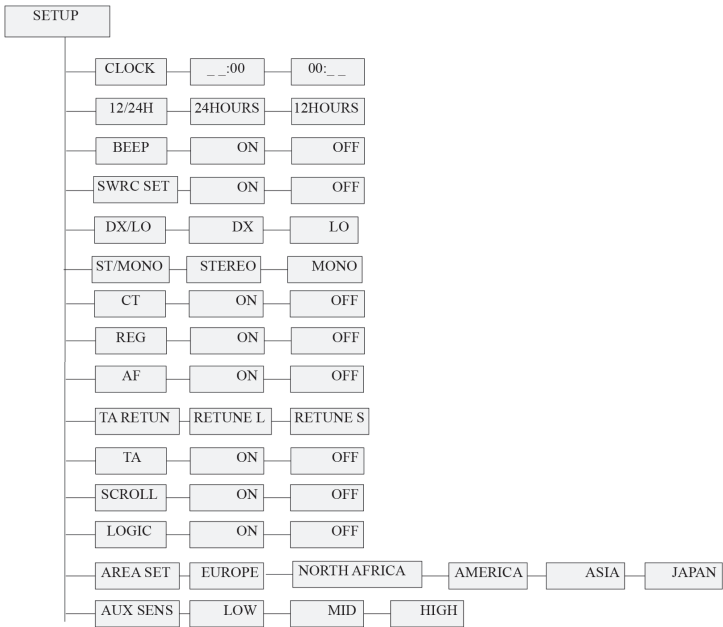 SETUP
CLOCK _ _:00 00:_ _
12/24H 24HOURS 12HOURS
BEEP ON OFF
SWRC SET ON OFF
DX/LO DX LO
ST/MONO STEREO MONO
CT ON OFF
REG ON OFF
AF ON OFF
TA RETUN RETUNE L RETUNE S
TA ON OFF
SCROLL ON OFF
LOGIC ON OFF
AREA SET EUROPE NORTH AFRICA AMERICA ASIA JAPAN
AUX SENS LOW MID HIGH